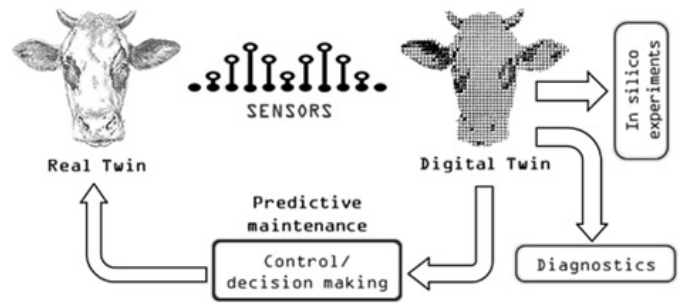 SENSORS
In silico
experiments
Real Twin
Digital Twin
Predictive
maintenance
Control/
decision making
Diagnostics